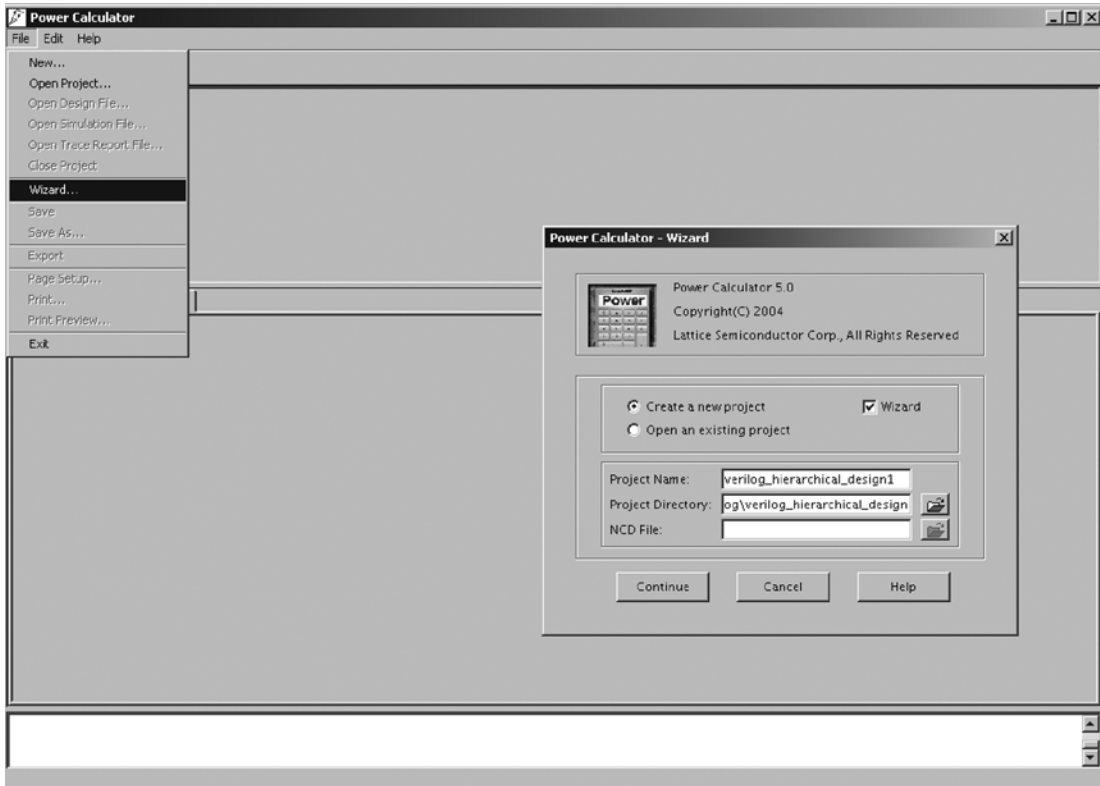 Power Calculator
File Edit Help
New...
Open Project...
Open Design File...
Open Simulation File...
Open Trace Report File...
Close Project
Wizard...
Save
Save As...
Export
Page Setup...
Print...
Print Preview...
Exit
Power Calculator - Wizard
Power
Power Calculator 5.0
Copyright(C) 2004
Lattice Semiconductor Corp., All Rights Reserved
Create a new project Wizard
Open an existing project
Project Name: verilog_hierarchical_design1
Project Directory: og\verilog_hierarchical_design
NCD File:
Continue Cancel Help